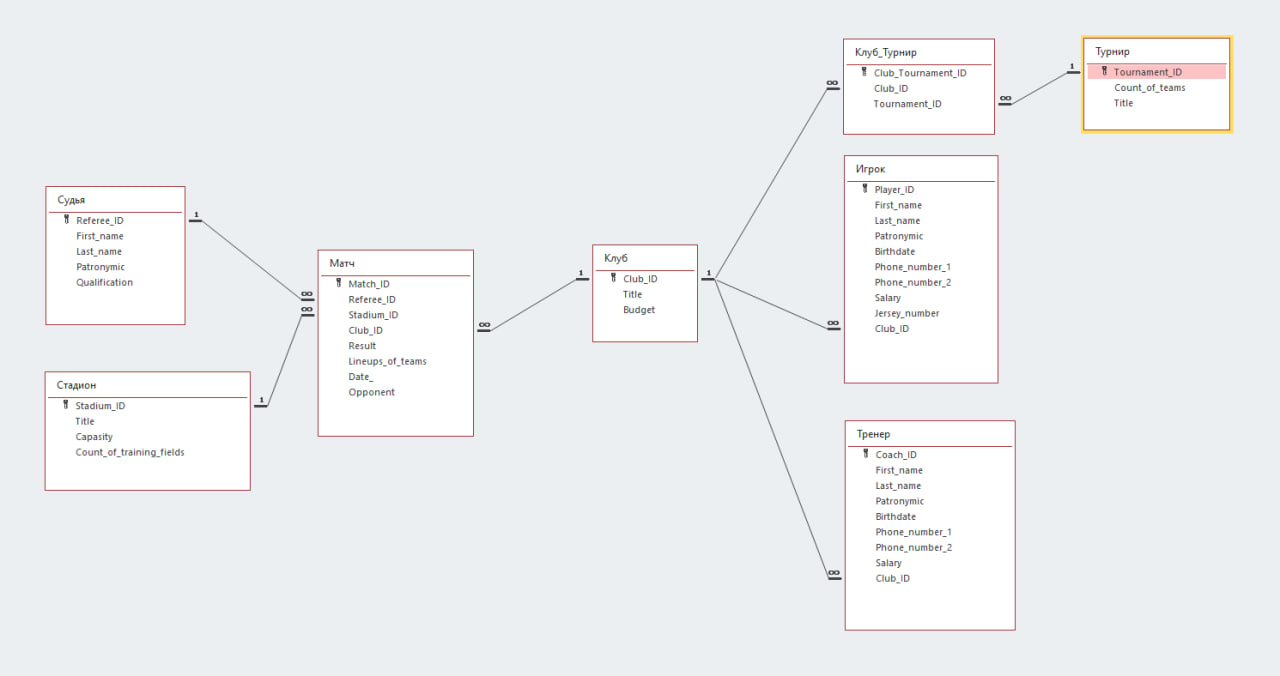 Клуб_Турнир
Club_Tournament_ID
Club_ID
Tournament_ID
Турнир
Tournament_ID
Count_of_teams
Title
Судья
Referee_ID
First_name
Last_name
Patronymic
Qualification
Матч
Match_ID
Referee_ID
Stadium_ID
Club_ID
Result
Lineups_of_teams
Date_
Opponent
Клуб
Club_ID
Title
Budget
Игрок
Player_ID
First_name
Last_name
Patronymic
Birthdate
Phone_number_1
Phone_number_2
Salary
Jersey_number
Club_ID
Стадион
Stadium_ID
Title
Capasity
Count_of_training_fields
Тренер
Coach_ID
First_name
Last_name
Patronymic
Birthdate
Phone_number_1
Phone_number_2
Salary
Club_ID
1
∞
∞
1
1
∞
∞
1
1
∞
∞
1
∞